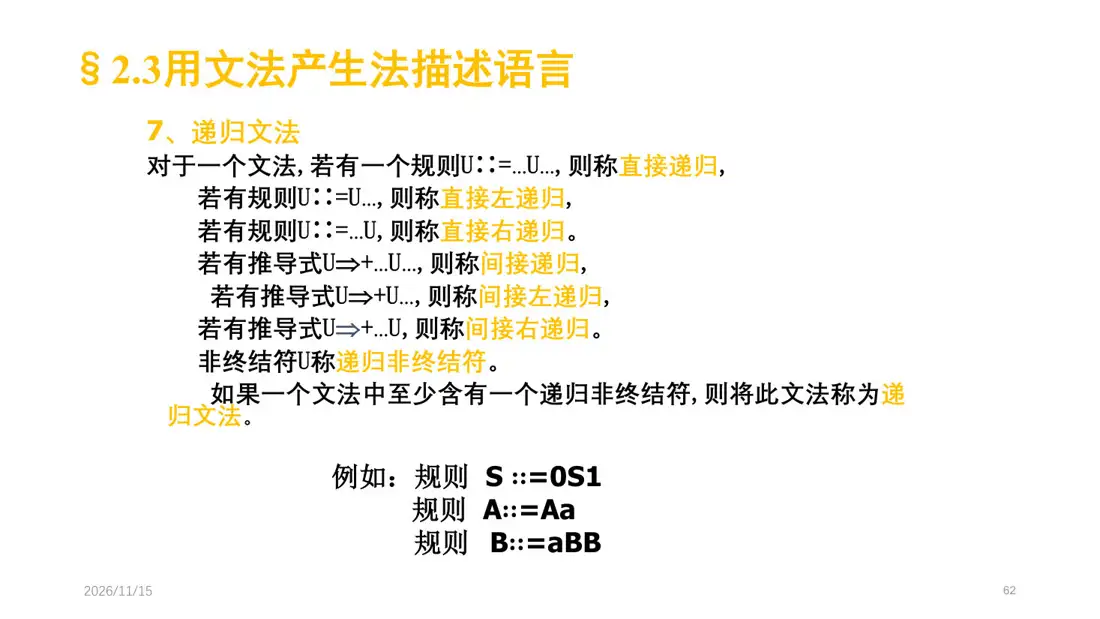 §2.3用文法产生法描述语言
7、递归文法
对于一个文法,若有一个规则U∷=…U…,则称直接递归,
若有规则U∷=U…,则称直接左递归,
若有规则U∷=…U,则称直接右递归。
若有推导式U⇒+…U…,则称间接递归,
若有推导式U⇒+U…,则称间接左递归,
若有推导式U⇒+…U,则称间接右递归。
非终结符U称递归非终结符。
如果一个文法中至少含有一个递归非终结符,则将此文法称为递
归文法。
例如：规则 S ∷=0S1
规则 A∷=Aa
规则 B∷=aBB
2026/11/15
62